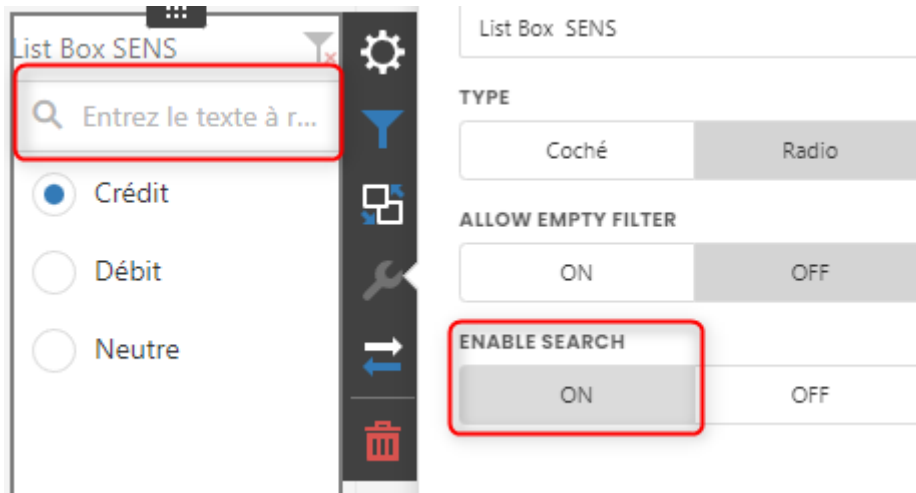 List Box SENS
Entrez le texte à r...
Crédit
Débit
Neutre
List Box SENS
TYPE
Coché Radio
ALLOW EMPTY FILTER
ON OFF
ENABLE SEARCH
ON OFF